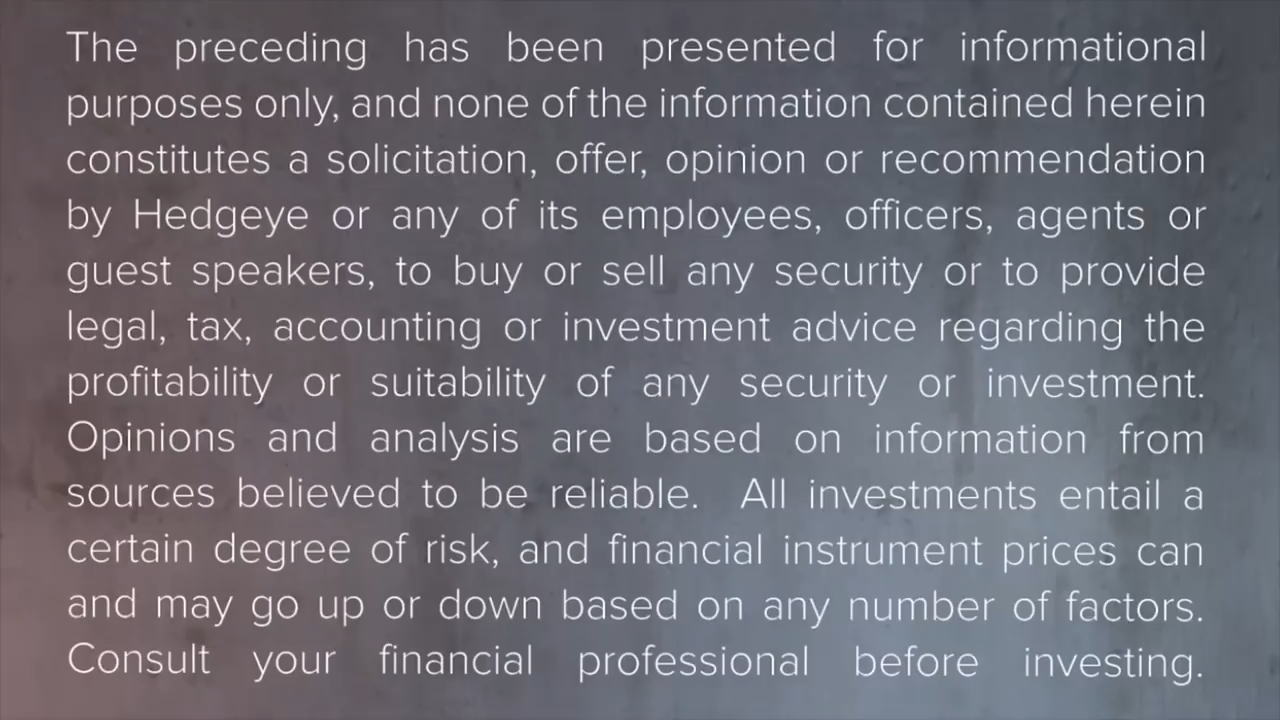 The preceding has been presented for informational
purposes only, and none of the information contained herein
constitutes a solicitation, offer, opinion or recommendation
by Hedgeye or any of its employees, officers, agents or
guest speakers, to buy or sell any security or to provide
legal, tax, accounting or investment advice regarding the
profitability or suitability of any security or investment.
Opinions and analysis are based on information from
sources believed to be reliable.  All investments entail a
certain degree of risk, and financial instrument prices can
and may go up or down based on any number of factors.
Consult your financial professional before investing.